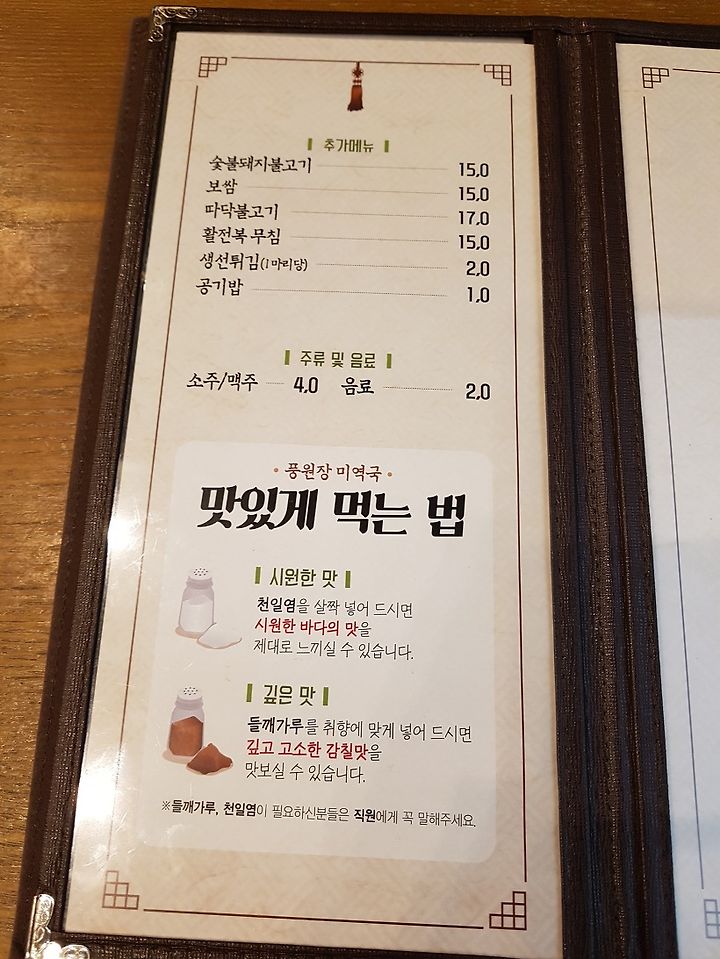 추가메뉴
숯불돼지불고기 15,0
보쌈 15,0
따닭불고기 17,0
활전복 무침 15,0
생선튀김(1마리당) 2,0
공기밥 1,0
주류 및 음료
소주/맥주 4,0 음료 2,0
• 풍원장 미역국 •
맛있게 먹는 법
시원한 맛
천일염을 살짝 넣어 드시면
시원한 바다의 맛을
제대로 느끼실 수 있습니다.
깊은 맛
들깨가루를 취향에 맞게 넣어 드시면
깊고 고소한 감칠맛을
맛보실 수 있습니다.
※들깨가루, 천일염이 필요하신분들은 직원에게 꼭 말해주세요.